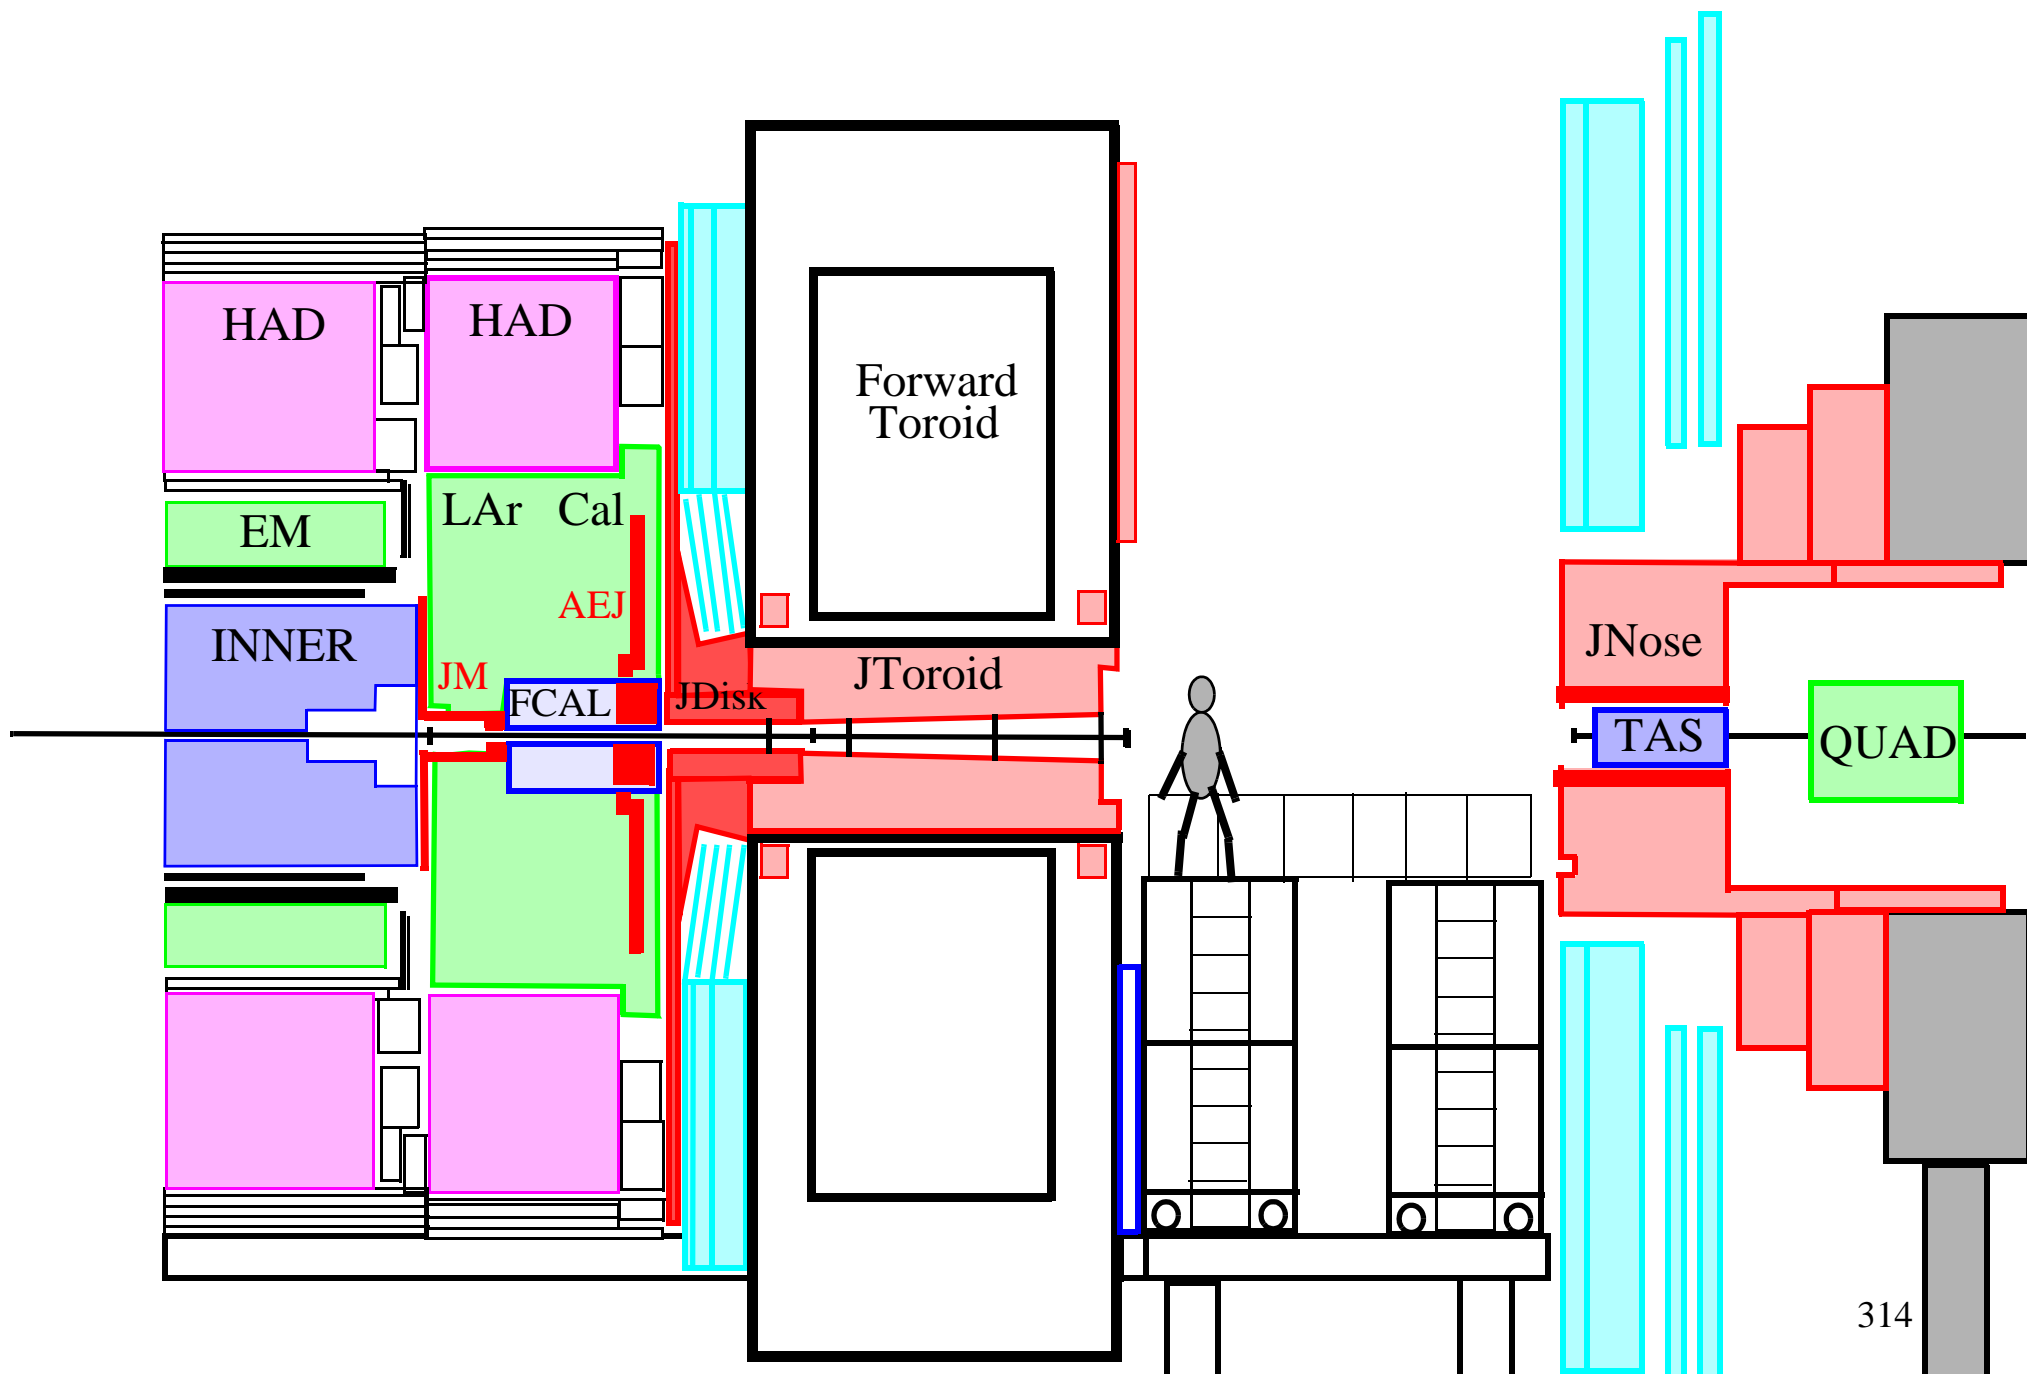 HAD
HAD
Forward
Toroid
LAr Cal
EM
AEJ
INNER
JNose
JM
JToroid
FCAL
JDisk
TAS
QUAD
314